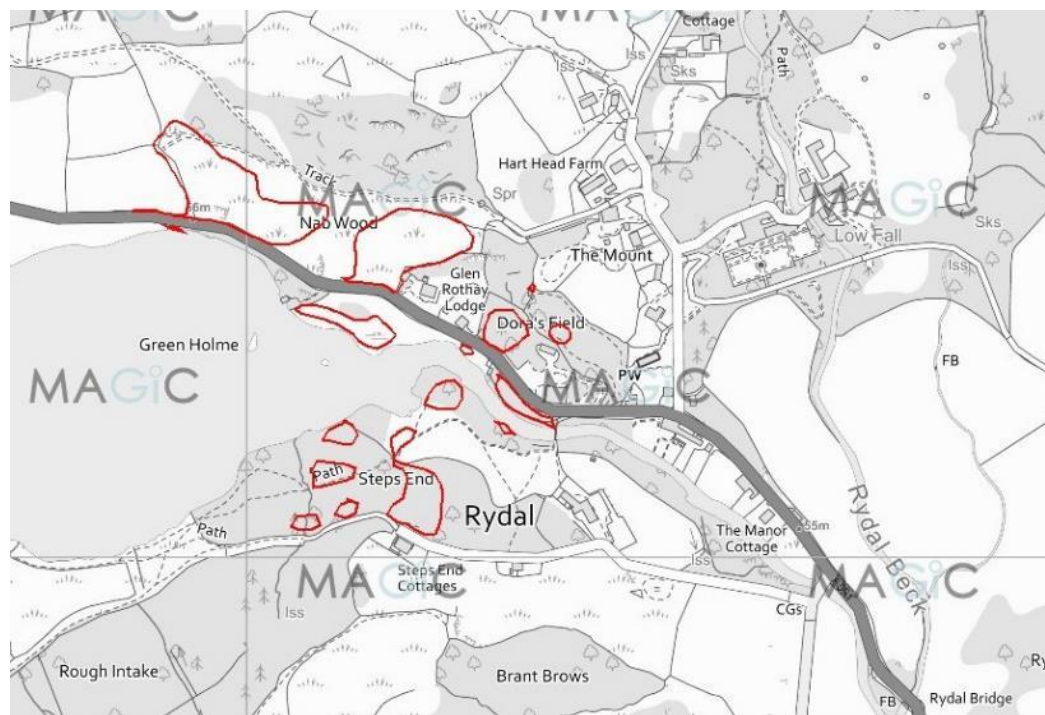 MAGiC
MAGiC
Cottage
Iss
Iss
Sks
Path
Hart Head Farm
Track
MAGiC
MAGiC
Spr
56m
Nab Wood
Sks
Low Fall
The Mount
Iss
Glen
Rothay
Lodge
Dora's Field
Green Holme
FB
PW
MAGiC
MAGiC
MAGiC
Path
Steps End
Rydal
Path
55m
The Manor
Cottage
Rydal Beck
Iss
Steps End
Cottages
MAGiC
MAGiC
Iss
CGs
Rough Intake
Brant Brows
Ry
FB
Rydal Bridge